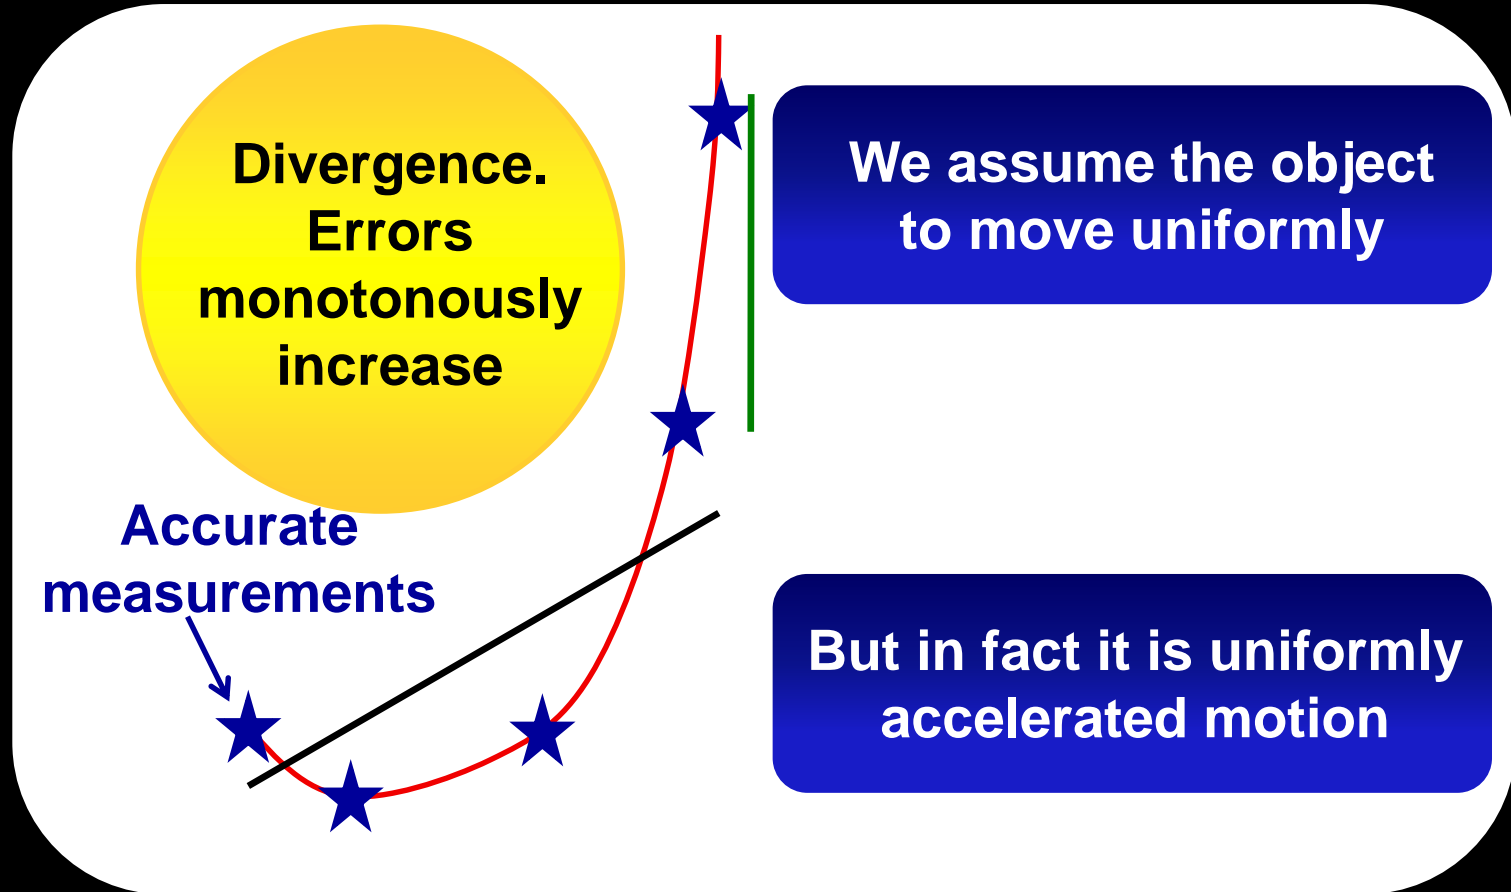 Divergence.
Errors
monotonously
increase
We assume the object
to move uniformly
Accurate
measurements
But in fact it is uniformly
accelerated motion